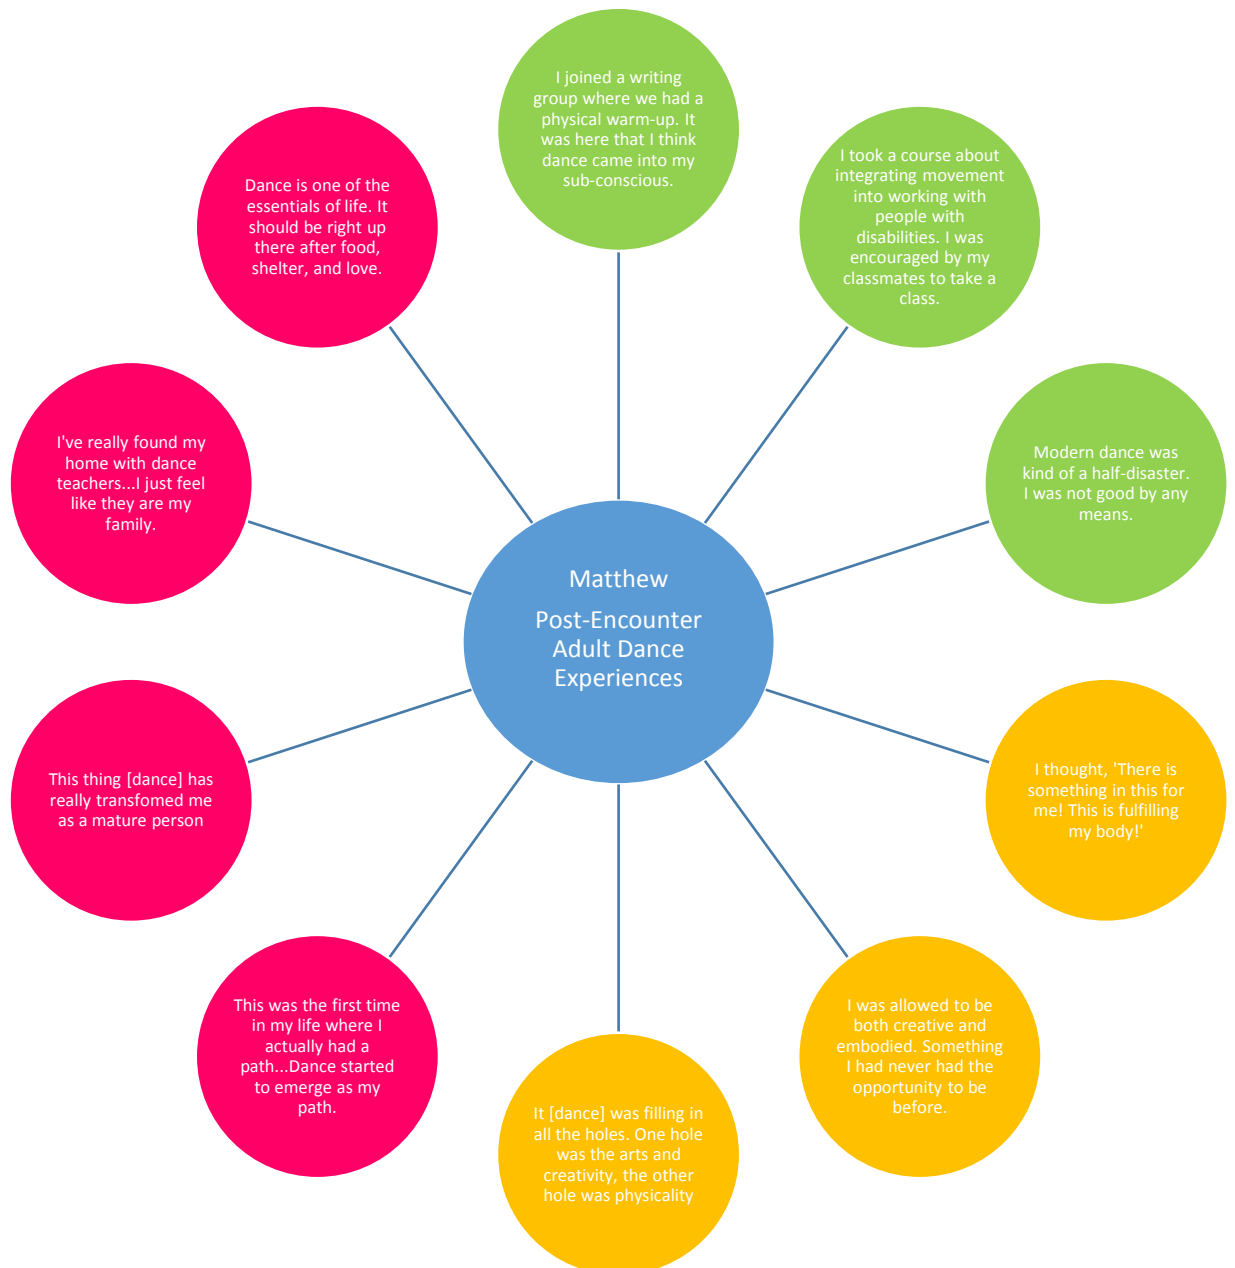 Matthew
Post-Encounter
Adult Dance
Experiences
I joined a writing
group where we had a
physical warm-up. It
was here that I think
dance came into my
sub-conscious.
I took a course about
integrating movement
into working with
people with
disabilities. I was
encouraged by my
classmates to take a
class.
Modern dance was
kind of a half-disaster.
I was not good by any
means.
I thought, 'There is
something in this for
me! This is fulfilling
my body!'
I was allowed to be
both creative and
embodied. Something
I had never had the
opportunity to be
before.
It [dance] was filling in
all the holes. One hole
was the arts and
creativity, the other
hole was physicality
This was the first time
in my life where I
actually had a
path...Dance started
to emerge as my
path.
This thing [dance] has
really transfomed me
as a mature person
I've really found my
home with dance
teachers...I just feel
like they are my
family.
Dance is one of the
essentials of life. It
should be right up
there after food,
shelter, and love.